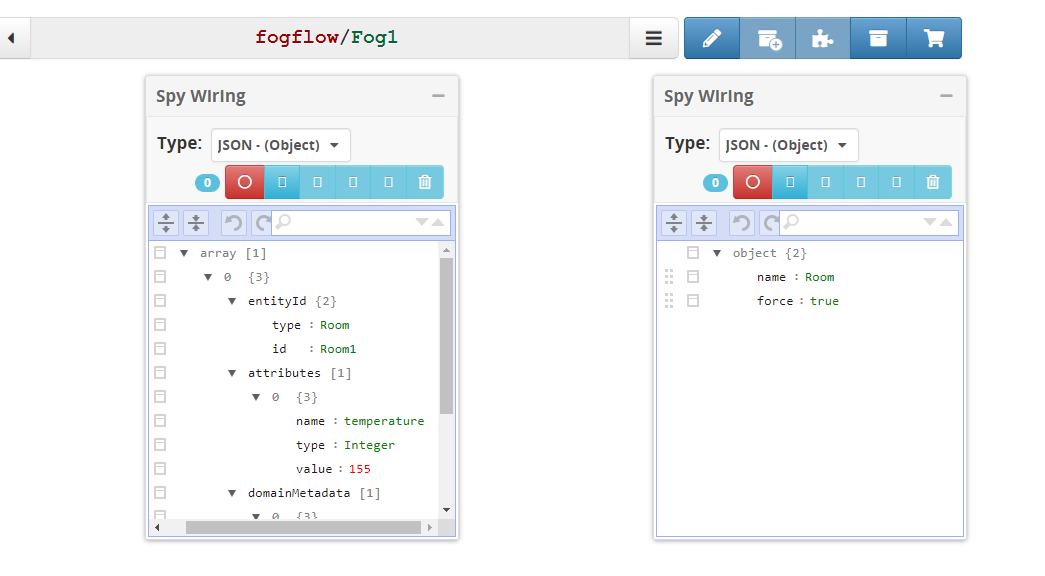 fogflow/Fog1
Spy Wiring
Type: JSON - (Object)
0
array [1]
0 {3}
entityId {2}
type : Room
id : Room1
attributes [1]
0 {3}
name : temperature
type : Integer
value : 155
domainMetadata [1]
0 {3}
Spy Wiring
Type: JSON - (Object)
0
object {2}
name : Room
force : true